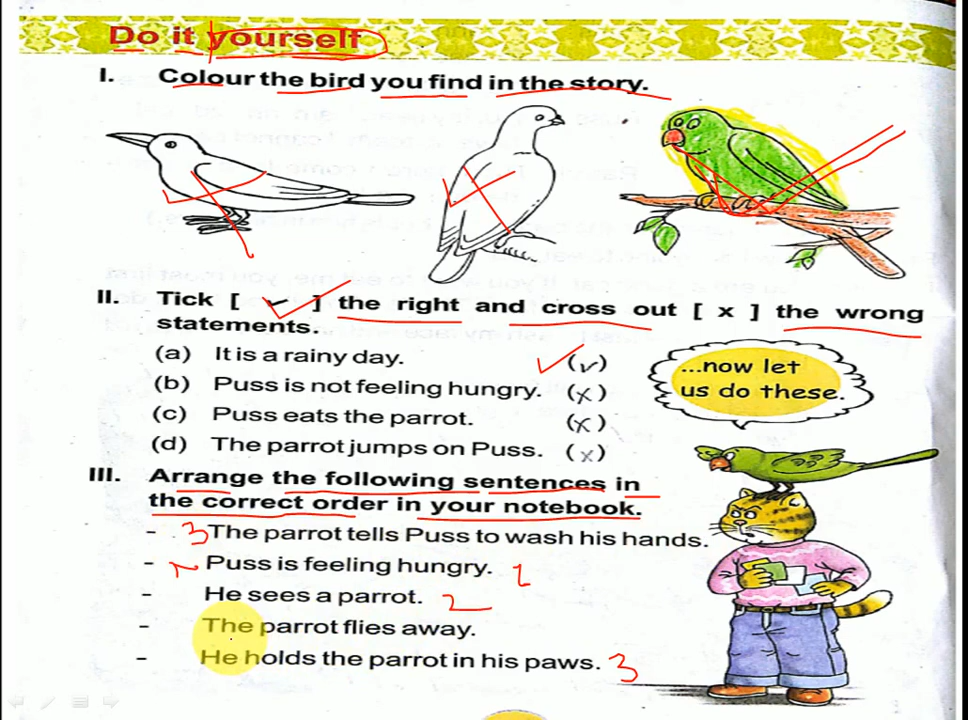 Do it yourself
I. Colour the bird you find in the story.
II. Tick [ ✓ ] the right and cross out [ x ] the wrong
statements.
(a) It is a rainy day. ✓ (✓)
(b) Puss is not feeling hungry. (x)
(c) Puss eats the parrot. (x)
(d) The parrot jumps on Puss. (x)
...now let
us do these.
III. Arrange the following sentences in
the correct order in your notebook.
- 3 The parrot tells Puss to wash his hands.
- Puss is feeling hungry. 1
- He sees a parrot. 2
- The parrot flies away.
- He holds the parrot in his paws. 3